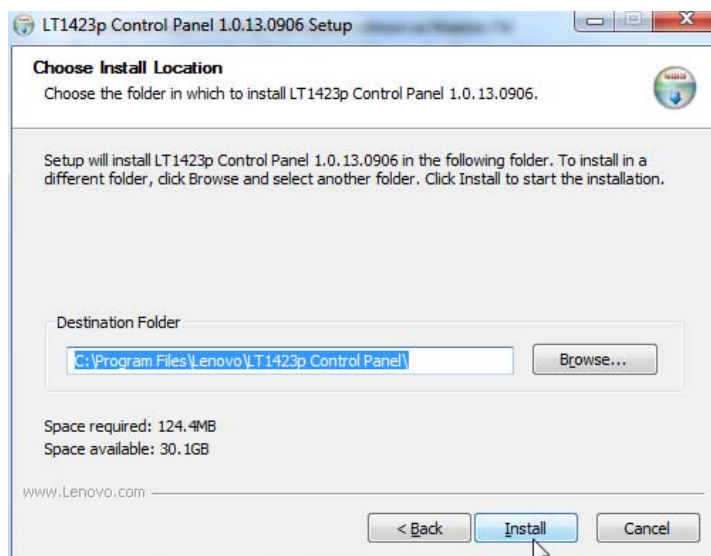 LT1423p Control Panel 1.0.13.0906 Setup
Choose Install Location
Choose the folder in which to install LT1423p Control Panel 1.0.13.0906.
Setup will install LT1423p Control Panel 1.0.13.0906 in the following folder. To install in a
different folder, click Browse and select another folder. Click Install to start the installation.
Destination Folder
C:\Program Files\Lenovo\LT1423p Control Panel\
Browse...
Space required: 124.4MB
Space available: 30.1GB
www.Lenovo.com
< Back
Install
Cancel